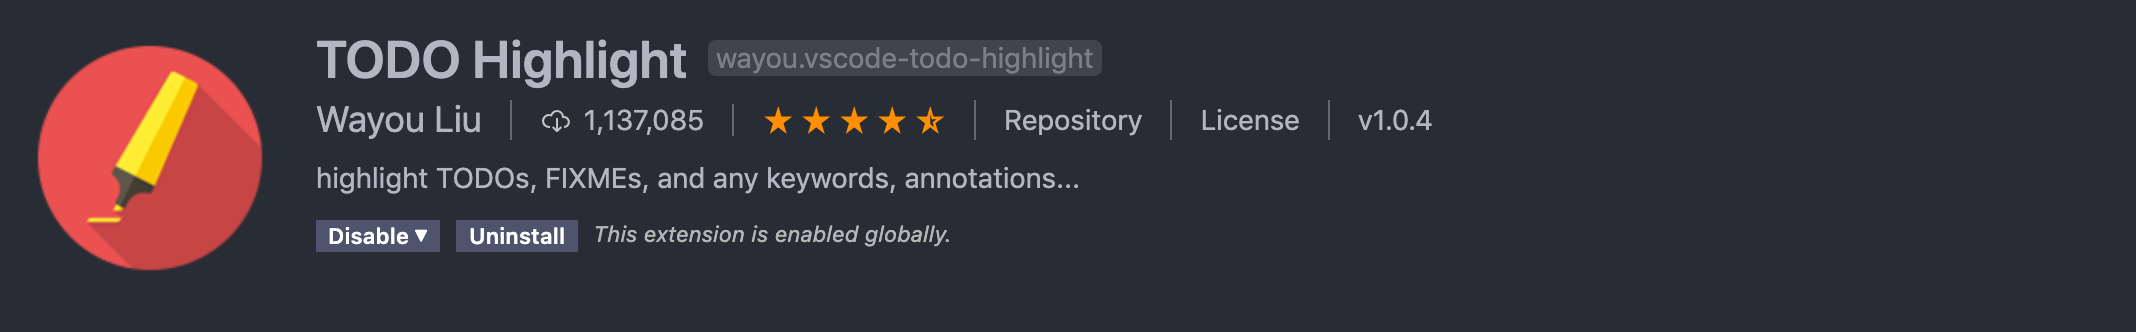 TODO Highlight wayou.vscode-todo-highlight
Wayou Liu 1,137,085 Repository License v1.0.4
highlight TODOs, FIXMEs, and any keywords, annotations...
Disable Uninstall This extension is enabled globally.